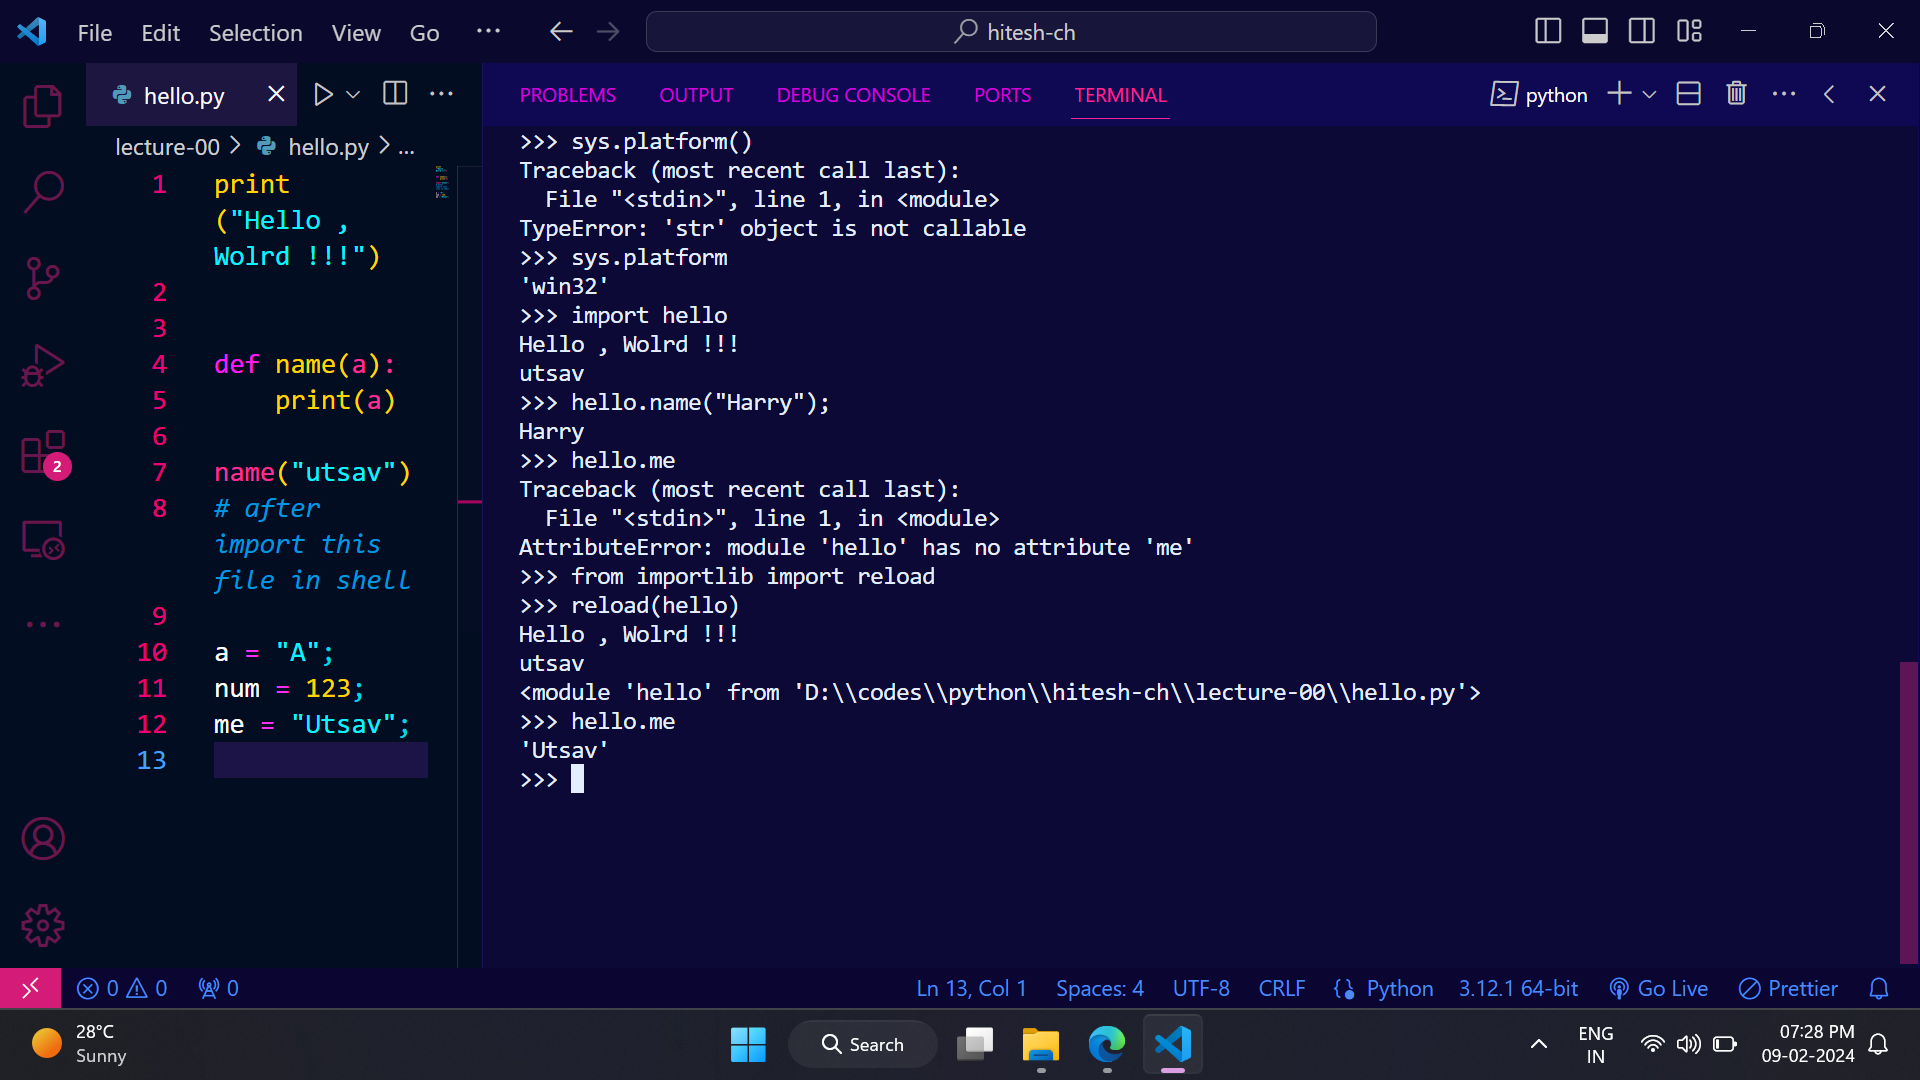 File Edit Selection View Go ··· hitesh-ch
hello.py
PROBLEMS OUTPUT DEBUG CONSOLE PORTS TERMINAL python
lecture-00 > hello.py > ...
1 print
("Hello ,
Wolrd !!!")
2
3
4 def name(a):
5 print(a)
6
7 name("utsav")
8 # after
import this
file in shell
9
10 a = "A";
11 num = 123;
12 me = "Utsav";
13
>>> sys.platform()
Traceback (most recent call last):
File "<stdin>", line 1, in <module>
TypeError: 'str' object is not callable
>>> sys.platform
'win32'
>>> import hello
Hello , Wolrd !!!
utsav
>>> hello.name("Harry");
Harry
>>> hello.me
Traceback (most recent call last):
File "<stdin>", line 1, in <module>
AttributeError: module 'hello' has no attribute 'me'
>>> from importlib import reload
>>> reload(hello)
Hello , Wolrd !!!
utsav
<module 'hello' from 'D:\\codes\\python\\hitesh-ch\\lecture-00\\hello.py'>
>>> hello.me
'Utsav'
>>>
2
0 0 0 Ln 13, Col 1 Spaces: 4 UTF-8 CRLF Python 3.12.1 64-bit Go Live Prettier
28°C
Sunny
Search
ENG
IN
07:28 PM
09-02-2024